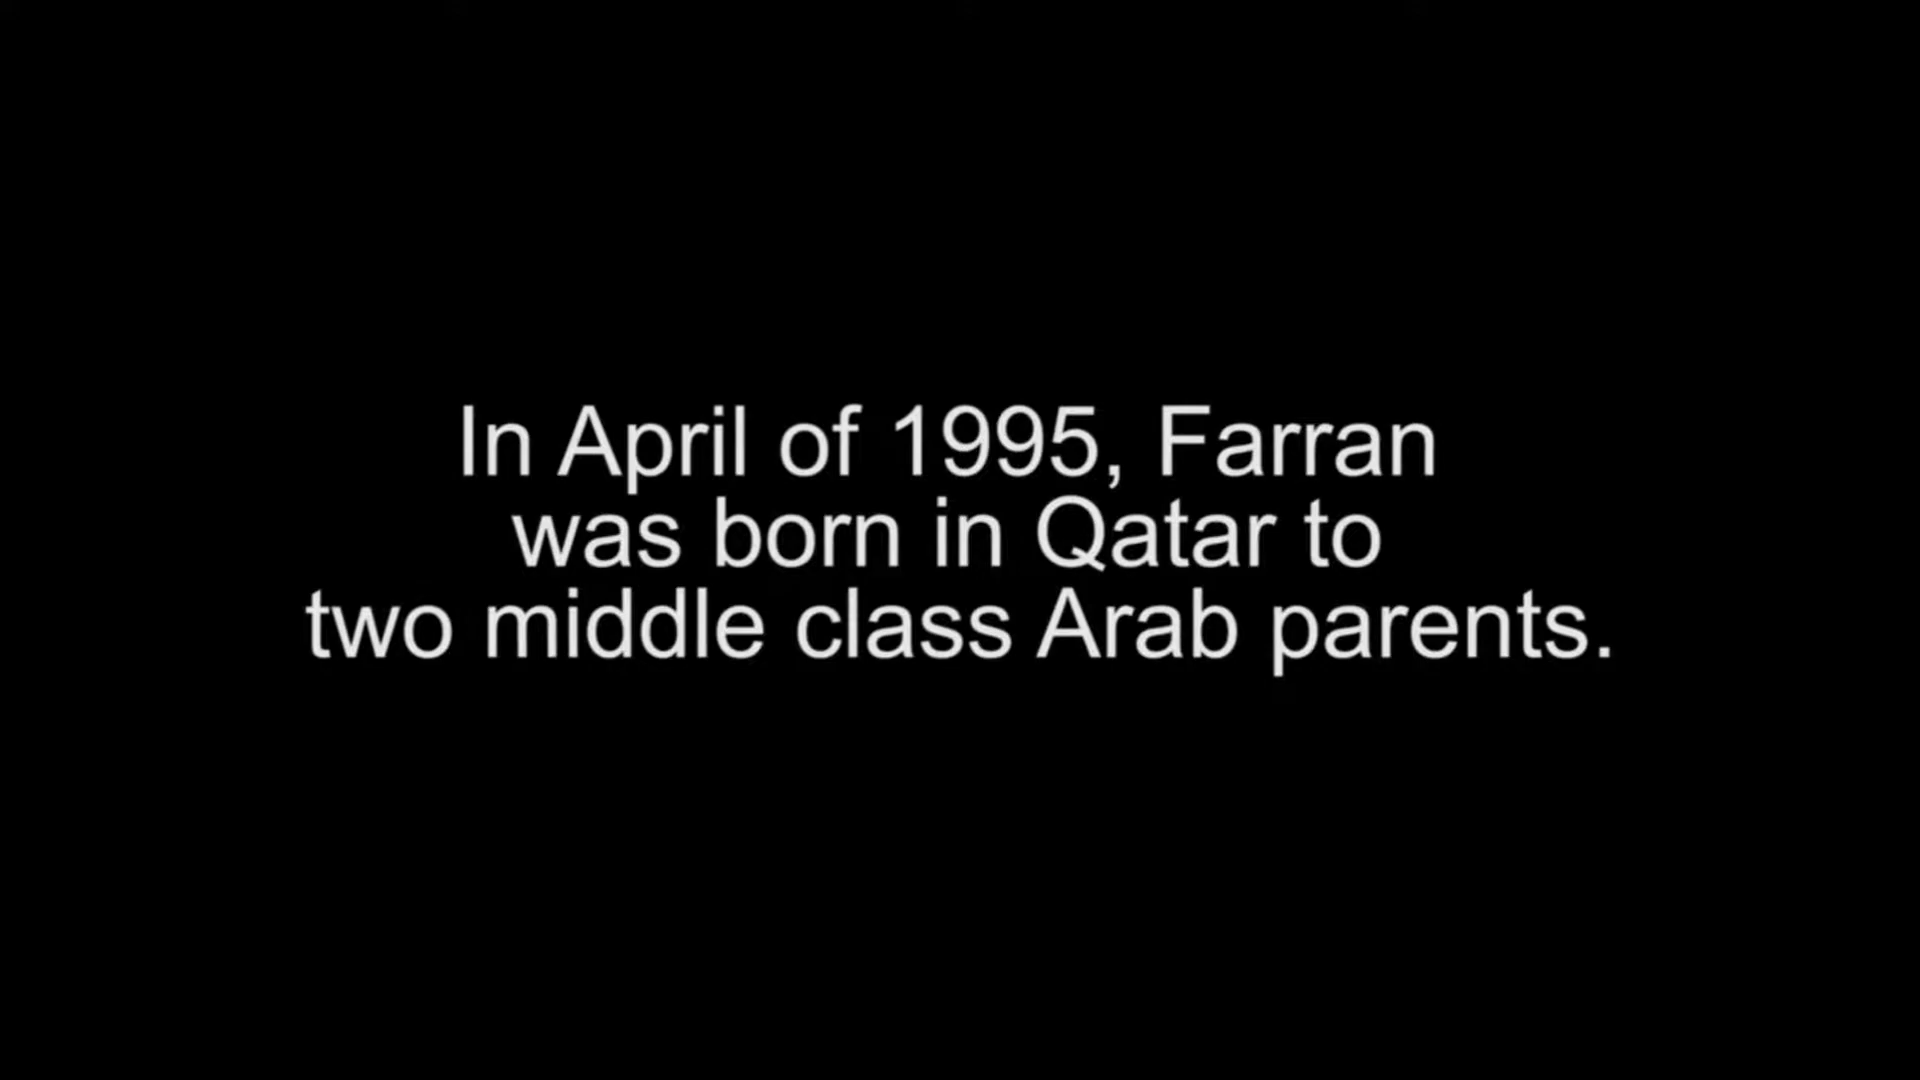 In April of 1995, Farran
was born in Qatar to
two middle class Arab parents.